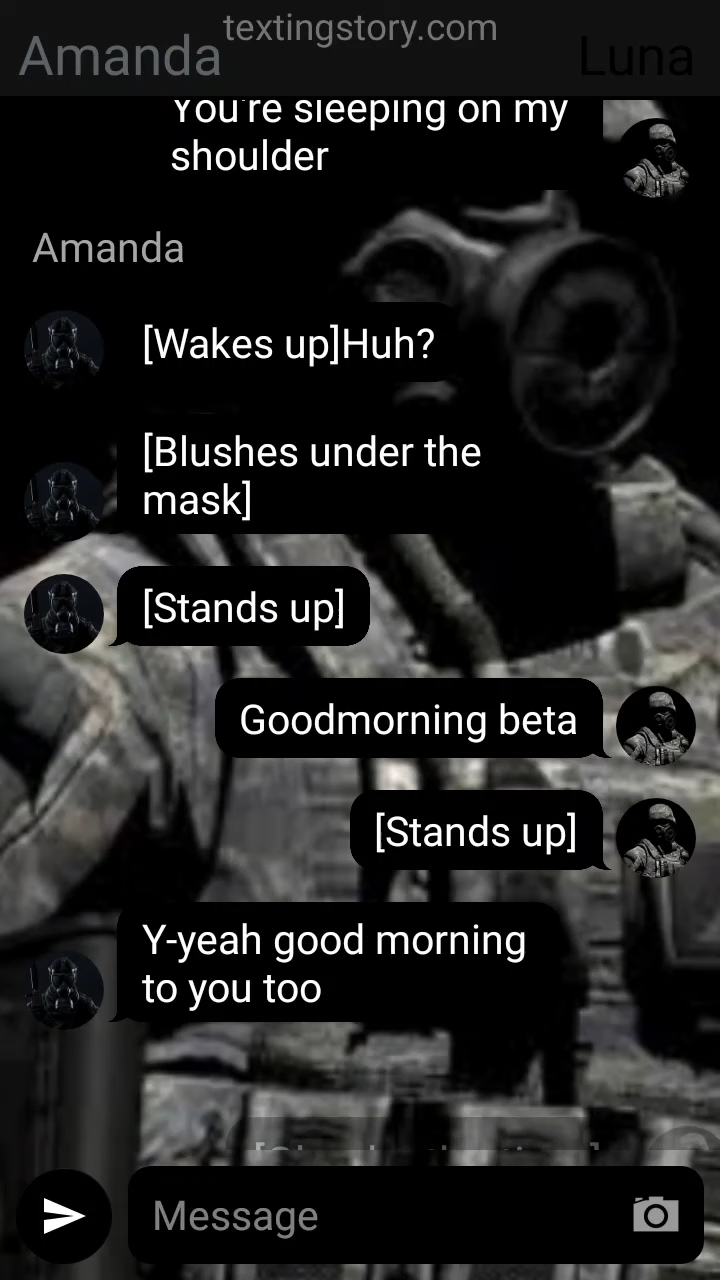 textingstory.com
Amanda
Luna
You're sleeping on my
shoulder
Amanda
[Wakes up]Huh?
[Blushes under the
mask]
[Stands up]
Goodmorning beta
[Stands up]
Y-yeah good morning
to you too
Message